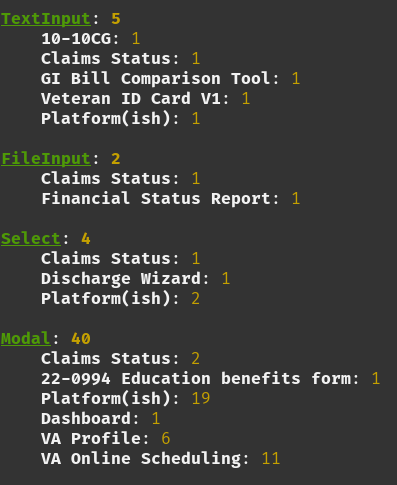 TextInput: 5
10-10CG: 1
Claims Status: 1
GI Bill Comparison Tool: 1
Veteran ID Card V1: 1
Platform(ish): 1
FileInput: 2
Claims Status: 1
Financial Status Report: 1
Select: 4
Claims Status: 1
Discharge Wizard: 1
Platform(ish): 2
Modal: 40
Claims Status: 2
22-0994 Education benefits form: 1
Platform(ish): 19
Dashboard: 1
VA Profile: 6
VA Online Scheduling: 11